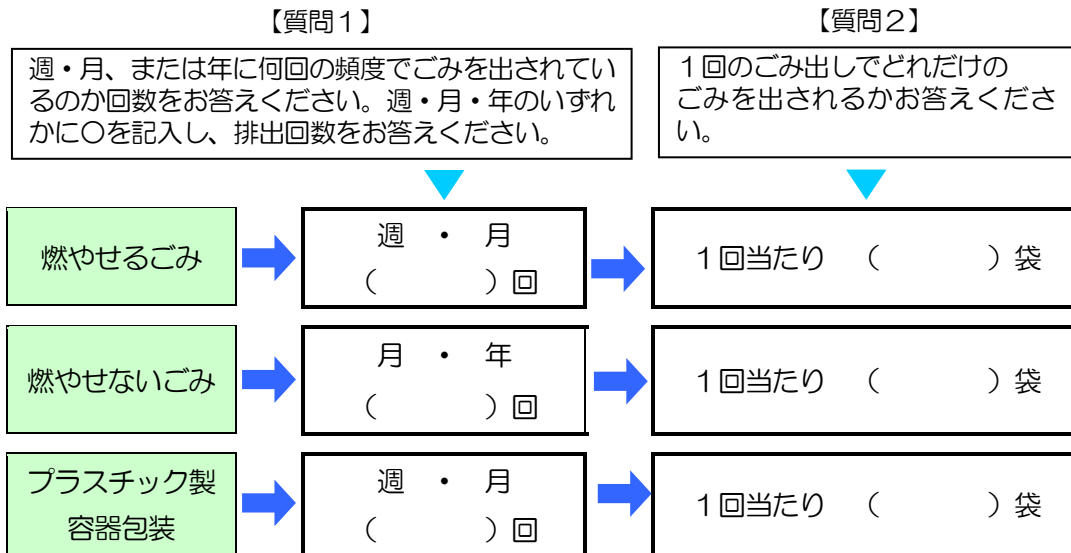 【質問１】
【質問２】
週・月、または年に何回の頻度でごみを出されてい
るのか回数をお答えください。週・月・年のいずれ
かに〇を記入し、排出回数をお答えください。
１回のごみ出しでどれだけの
ごみを出されるかお答えくださ
い。
燃やせるごみ
週　・　月
（　　　　）回
１回当たり　（　　　　）袋
燃やせないごみ
月　・　年
（　　　　）回
１回当たり　（　　　　）袋
プラスチック製
容器包装
週　・　月
（　　　　）回
１回当たり　（　　　　）袋